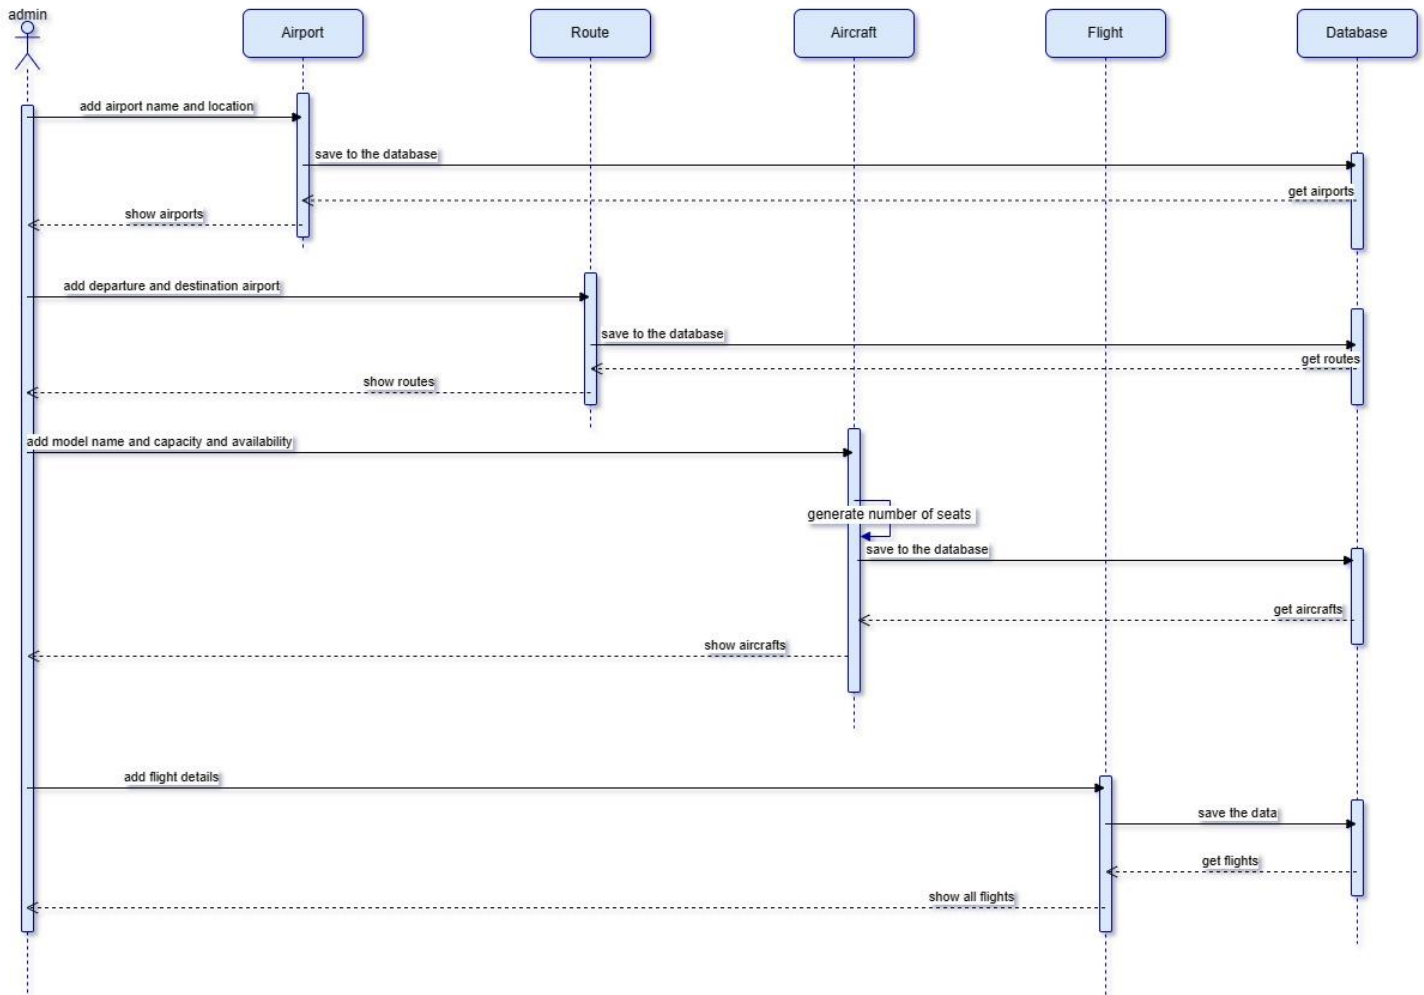 admin
Airport
Route
Aircraft
Flight
Database
add airport name and location
save to the database
get airports
show airports
add departure and destination airport
save to the database
get routes
show routes
add model name and capacity and availability
generate number of seats
save to the database
get aircrafts
show aircrafts
add flight details
save the data
get flights
show all flights